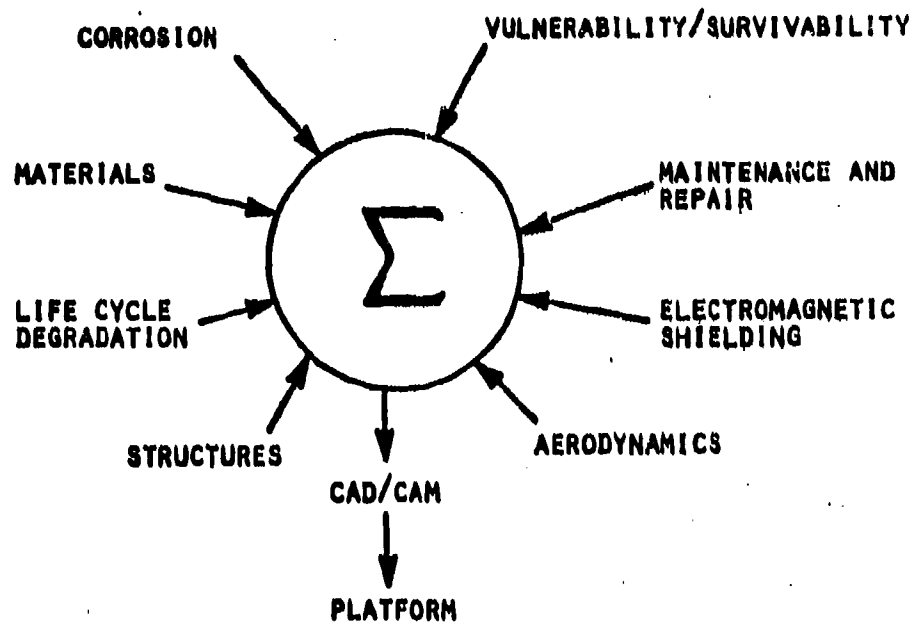 CORROSION
VULNERABILITY/SURVIVABILITY
MATERIALS
MAINTENANCE AND
REPAIR
Σ
LIFE CYCLE
DEGRADATION
ELECTROMAGNETIC
SHIELDING
STRUCTURES
AERODYNAMICS
CAD/CAM
PLATFORM